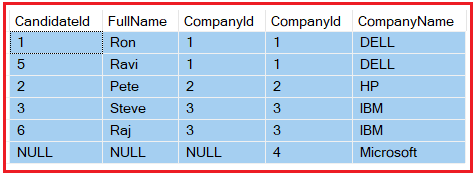 CandidateId FullName CompanyId CompanyId CompanyName
1 Ron 1 1 DELL
5 Ravi 1 1 DELL
2 Pete 2 2 HP
3 Steve 3 3 IBM
6 Raj 3 3 IBM
NULL NULL NULL 4 Microsoft